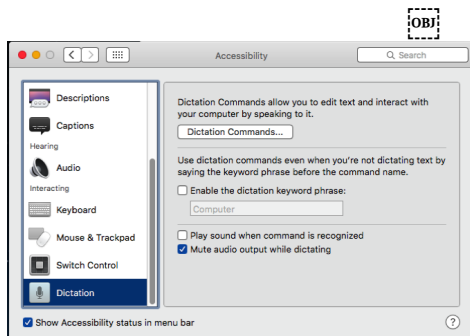 OBJ
Accessibility
Search
Descriptions
Captions
Hearing
Audio
Interacting
Keyboard
Mouse & Trackpad
Switch Control
Dictation
Dictation Commands allow you to edit text and interact with
your computer by speaking to it.
Dictation Commands...
Use dictation commands even when you're not dictating text by
saying the keyword phrase before the command name.
Enable the dictation keyword phrase:
Computer
Play sound when command is recognized
Mute audio output while dictating
Show Accessibility status in menu bar
?